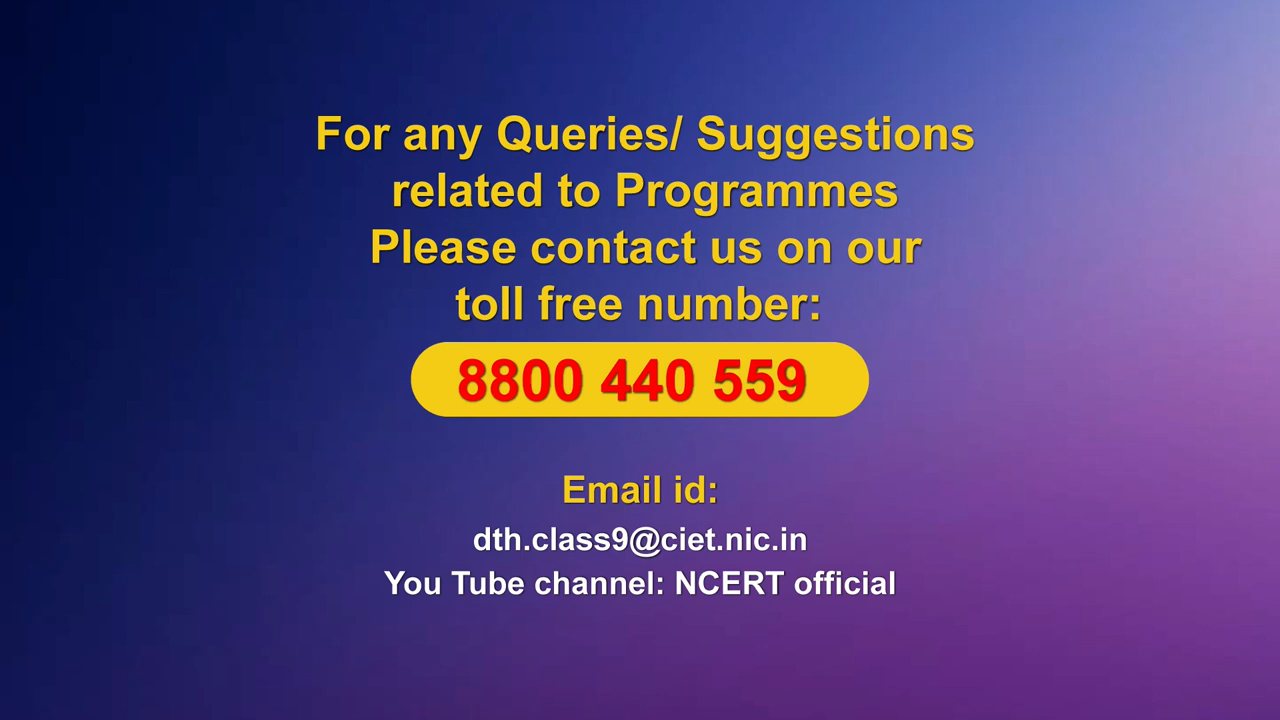 For any Queries/ Suggestions
related to Programmes
Please contact us on our
toll free number:
8800 440 559
Email id:
dth.class9@ciet.nic.in
You Tube channel: NCERT official